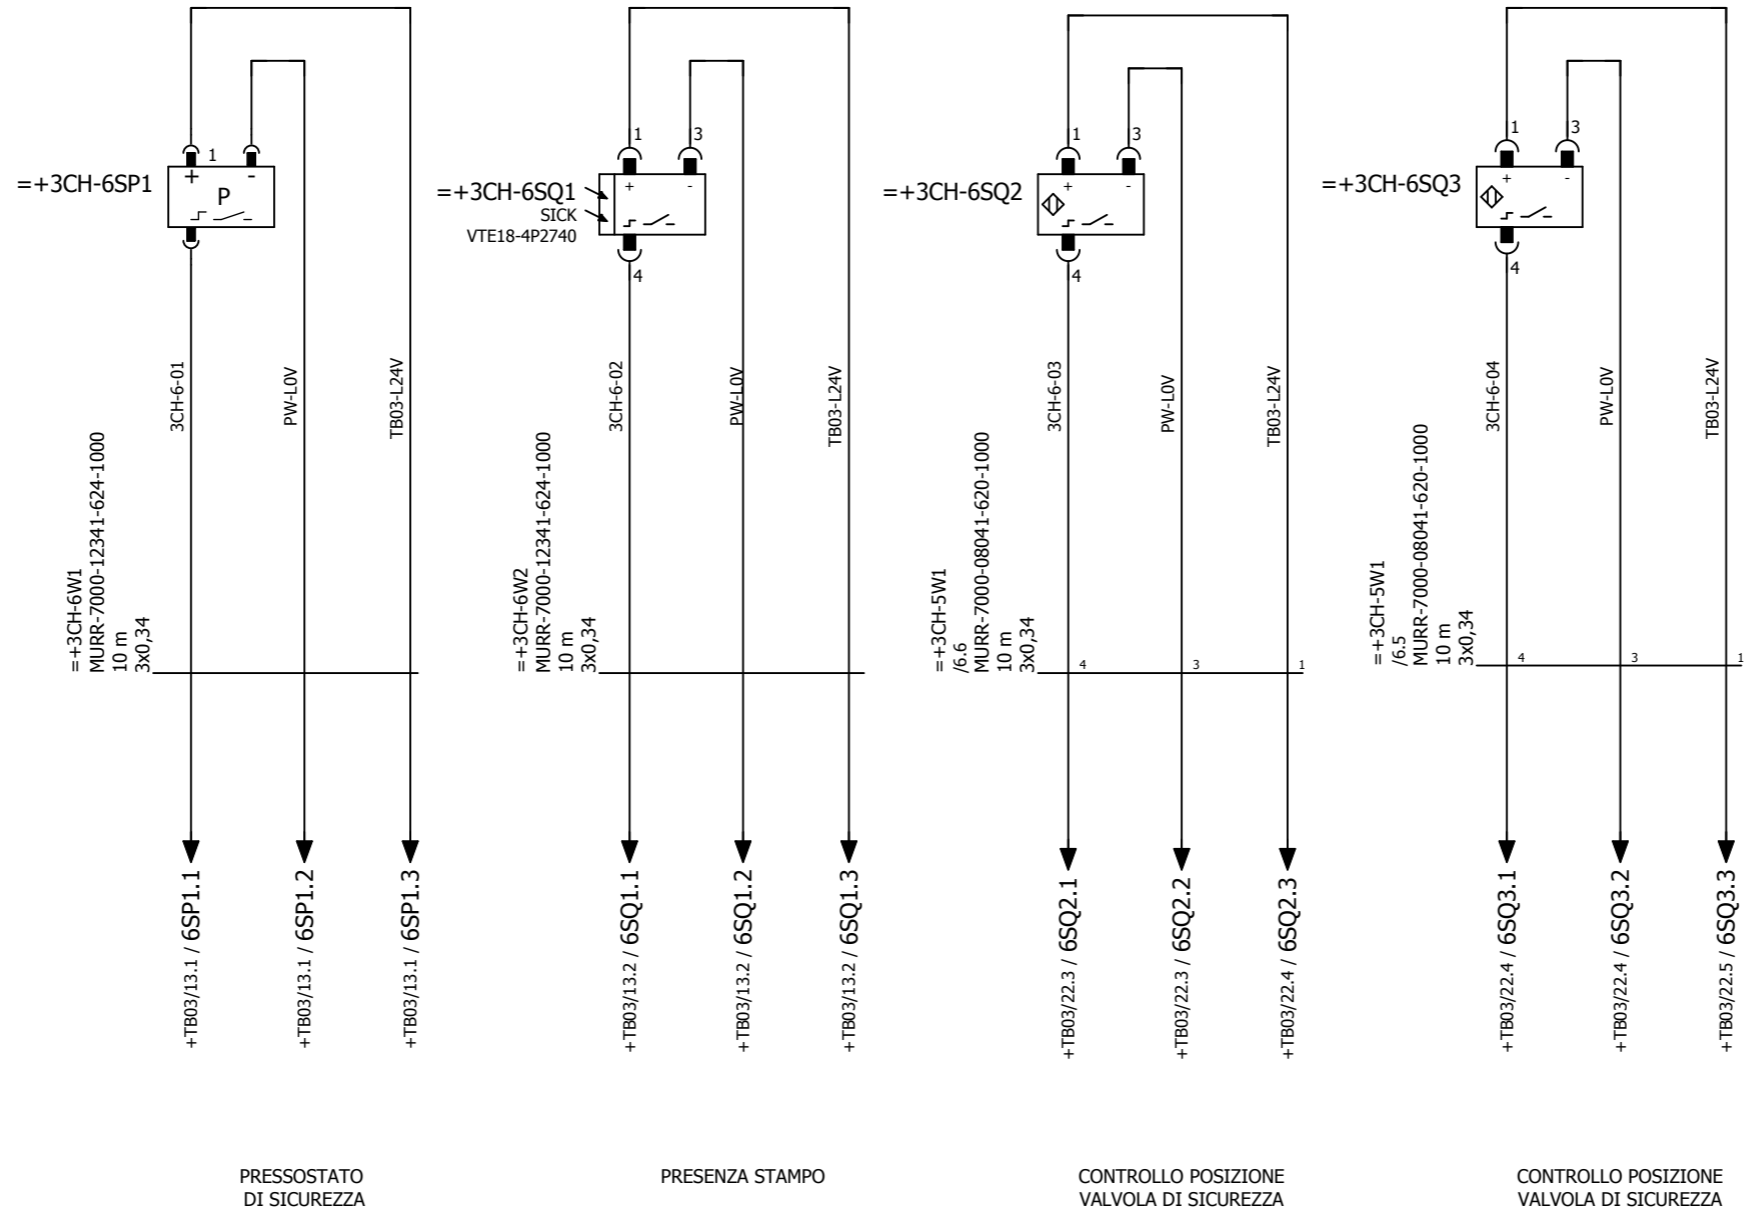 =+3CH-6SP1
1
+
-
P
3CH-6-01
PW-L0V
TB03-L24V
=+3CH-6W1
MURR-7000-12341-624-1000
10 m
3x0,34
+TB03/13.1 / 6SP1.1
+TB03/13.1 / 6SP1.2
+TB03/13.1 / 6SP1.3
PRESSOSTATO
DI SICUREZZA
=+3CH-6SQ1
SICK
VTE18-4P2740
1
3
+
-
4
3CH-6-02
PW-L0V
TB03-L24V
=+3CH-6W2
MURR-7000-12341-624-1000
10 m
3x0,34
+TB03/13.2 / 6SQ1.1
+TB03/13.2 / 6SQ1.2
+TB03/13.2 / 6SQ1.3
PRESENZA STAMPO
=+3CH-6SQ2
1
3
+
-
4
3CH-6-03
PW-L0V
TB03-L24V
=+3CH-5W1
/6.6
MURR-7000-08041-620-1000
10 m
3x0,34
4
3
1
+TB03/22.3 / 6SQ2.1
+TB03/22.3 / 6SQ2.2
+TB03/22.4 / 6SQ2.3
CONTROLLO POSIZIONE
VALVOLA DI SICUREZZA
=+3CH-6SQ3
1
3
+
-
4
3CH-6-04
PW-L0V
TB03-L24V
=+3CH-5W1
/6.5
MURR-7000-08041-620-1000
10 m
3x0,34
4
3
1
+TB03/22.4 / 6SQ3.1
+TB03/22.4 / 6SQ3.2
+TB03/22.5 / 6SQ3.3
CONTROLLO POSIZIONE
VALVOLA DI SICUREZZA